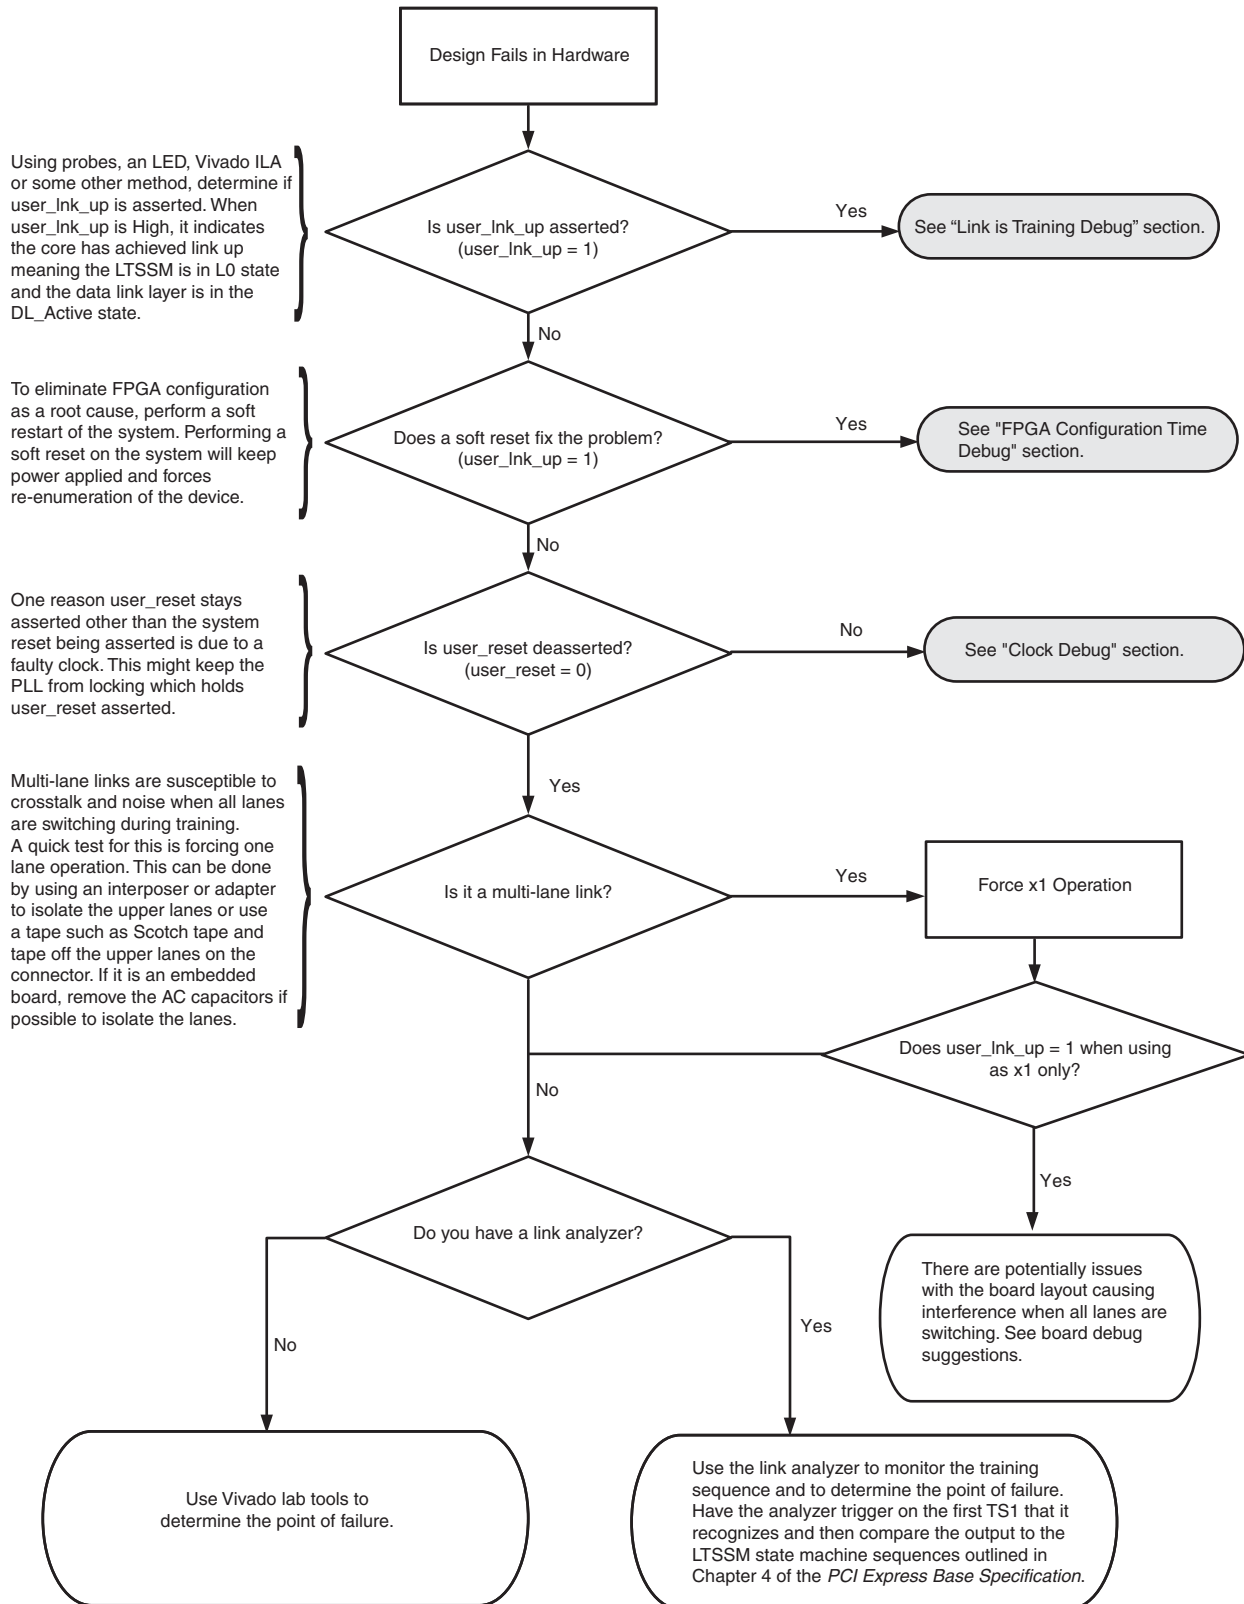 Design Fails in Hardware
Using probes, an LED, Vivado ILA
or some other method, determine if
user_lnk_up is asserted. When
user_lnk_up is High, it indicates
the core has achieved link up
meaning the LTSSM is in L0 state
and the data link layer is in the
DL_Active state.
Is user_lnk_up asserted?
(user_lnk_up = 1)
Yes
See “Link is Training Debug” section.
No
To eliminate FPGA configuration
as a root cause, perform a soft
restart of the system. Performing a
soft reset on the system will keep
power applied and forces
re-enumeration of the device.
Does a soft reset fix the problem?
(user_lnk_up = 1)
Yes
See "FPGA Configuration Time
Debug" section.
No
One reason user_reset stays
asserted other than the system
reset being asserted is due to a
faulty clock. This might keep the
PLL from locking which holds
user_reset asserted.
Is user_reset deasserted?
(user_reset = 0)
No
See "Clock Debug" section.
Yes
Multi-lane links are susceptible to
crosstalk and noise when all lanes
are switching during training.
A quick test for this is forcing one
lane operation. This can be done
by using an interposer or adapter
to isolate the upper lanes or use
a tape such as Scotch tape and
tape off the upper lanes on the
connector. If it is an embedded
board, remove the AC capacitors if
possible to isolate the lanes.
Is it a multi-lane link?
Yes
Force x1 Operation
Does user_lnk_up = 1 when using
as x1 only?
No
Yes
Do you have a link analyzer?
There are potentially issues
with the board layout causing
interference when all lanes are
switching. See board debug
suggestions.
No
Yes
Use Vivado lab tools to
determine the point of failure.
Use the link analyzer to monitor the training
sequence and to determine the point of failure.
Have the analyzer trigger on the first TS1 that it
recognizes and then compare the output to the
LTSSM state machine sequences outlined in
Chapter 4 of the PCI Express Base Specification.